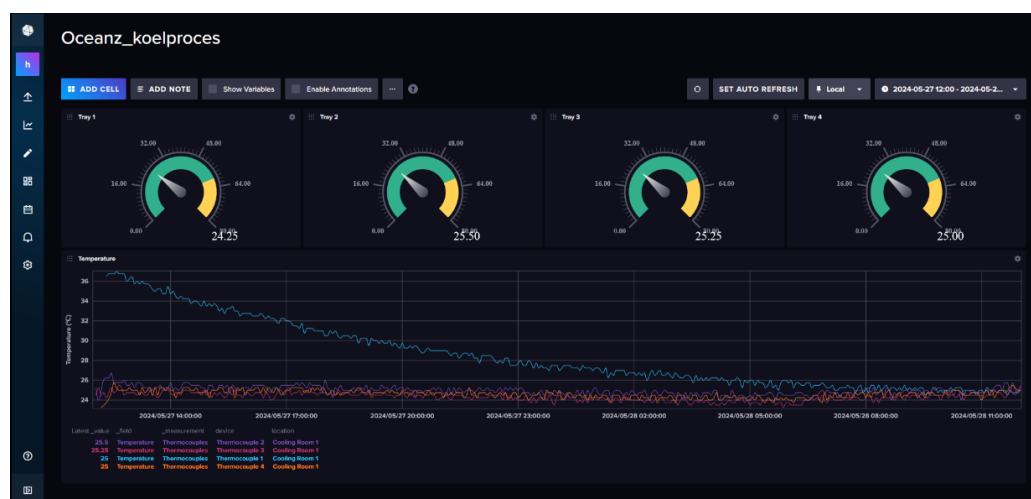 Oceanz_koelproces
h
ADD CELL ADD NOTE Show Variables Enable Annotations ... ? SET AUTO REFRESH Local 2024-05-27 12:00 - 2024-05-2...
Tray 1 Tray 2 Tray 3 Tray 4
32.00 48.00 32.00 48.00 32.00 48.00 32.00 48.00
16.00 64.00 16.00 64.00 16.00 64.00 16.00 64.00
0.00 0.00 0.00 0.00
24.25 25.50 25.25 25.00
Temperature
36
34
32
30
28
26
24
Temperature (°C)
2024/05/27 14:00:00 2024/05/27 17:00:00 2024/05/27 20:00:00 2024/05/27 23:00:00 2024/05/28 02:00:00 2024/05/28 05:00:00 2024/05/28 08:00:00 2024/05/28 11:00:00
Latest _value _field _measurement device location
25.5 Temperature Thermocouples Thermocouple 2 Cooling Room 1
25.25 Temperature Thermocouples Thermocouple 3 Cooling Room 1
25 Temperature Thermocouples Thermocouple 1 Cooling Room 1
25 Temperature Thermocouples Thermocouple 4 Cooling Room 1
?